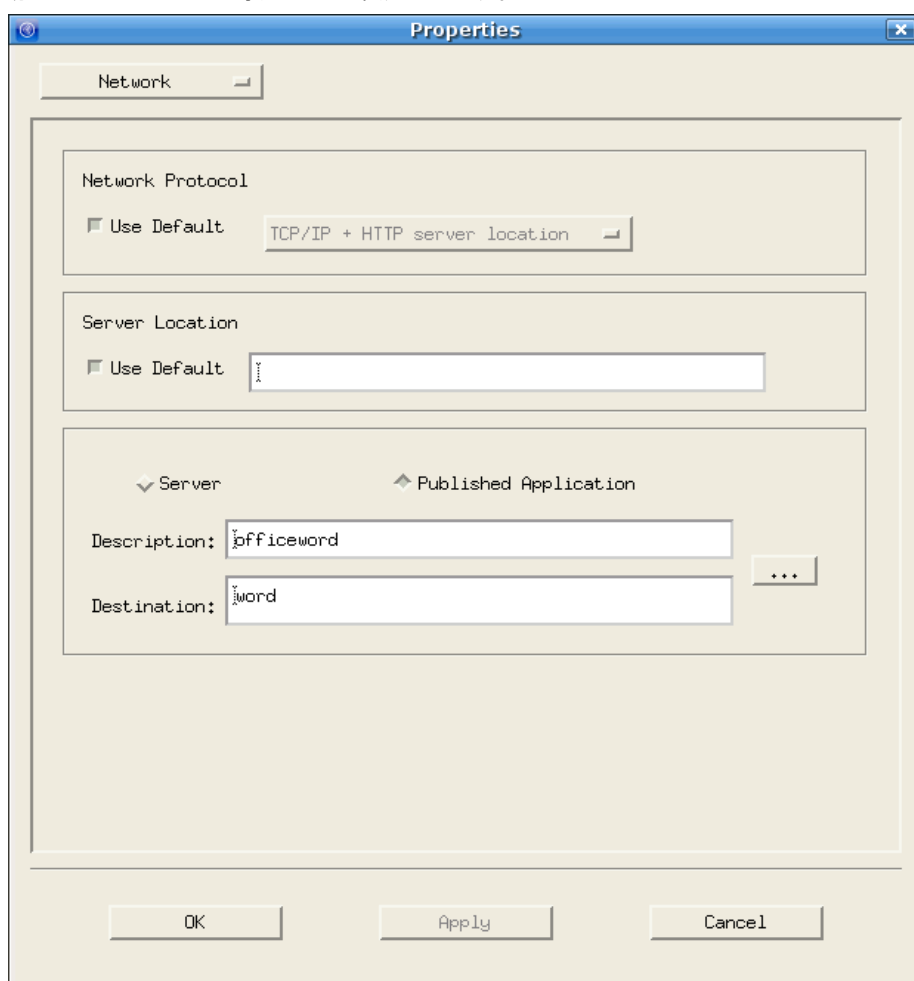 Properties
Network
Network Protocol
Use Default TCP/IP + HTTP server location
Server Location
Use Default
Server Published Application
Description: officeword
...
Destination: word
OK Apply Cancel